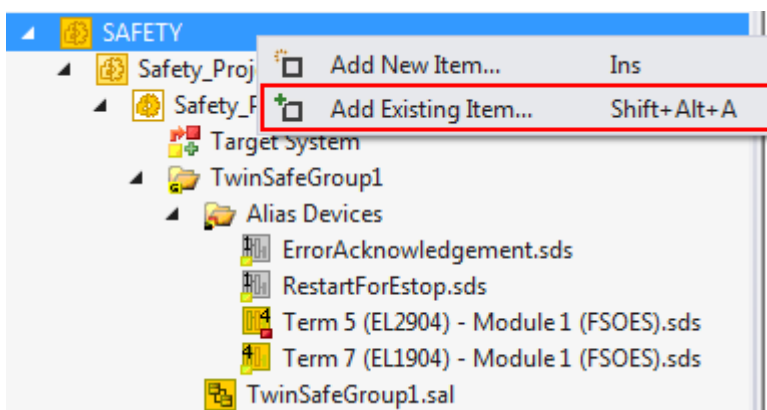 SAFETY
Safety_Proj
Add New Item... Ins
Safety_F
Add Existing Item... Shift+Alt+A
Target System
TwinSafeGroup1
Alias Devices
ErrorAcknowledgement.sds
RestartForEstop.sds
Term 5 (EL2904) - Module 1 (FSOES).sds
Term 7 (EL1904) - Module 1 (FSOES).sds
TwinSafeGroup1.sal